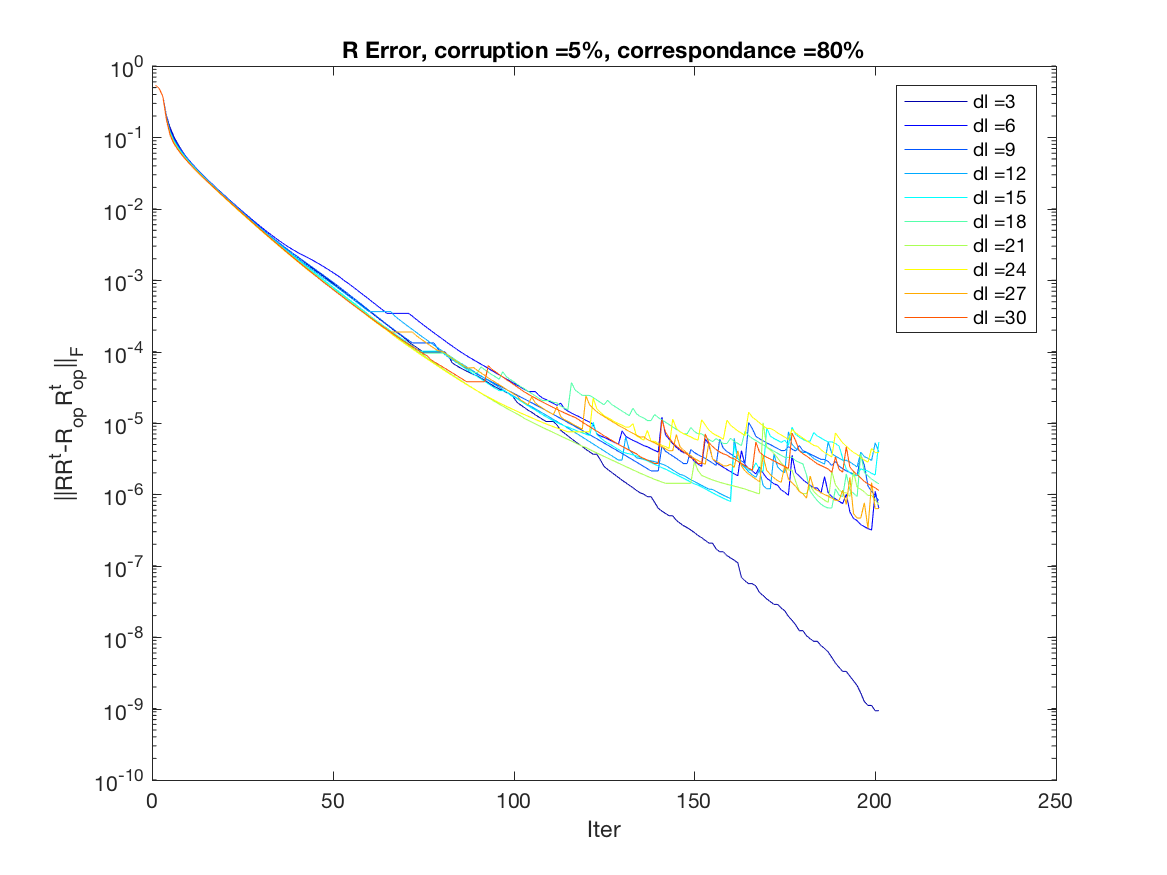 R Error, corruption =5%, correspondance =80%
10^0
10^-1
10^-2
10^-3
10^-4
10^-5
10^-6
10^-7
10^-8
10^-9
10^-10
||RR^t-R_op R_op^t||_F
0 50 100 150 200 250
Iter
dl =3
dl =6
dl =9
dl =12
dl =15
dl =18
dl =21
dl =24
dl =27
dl =30